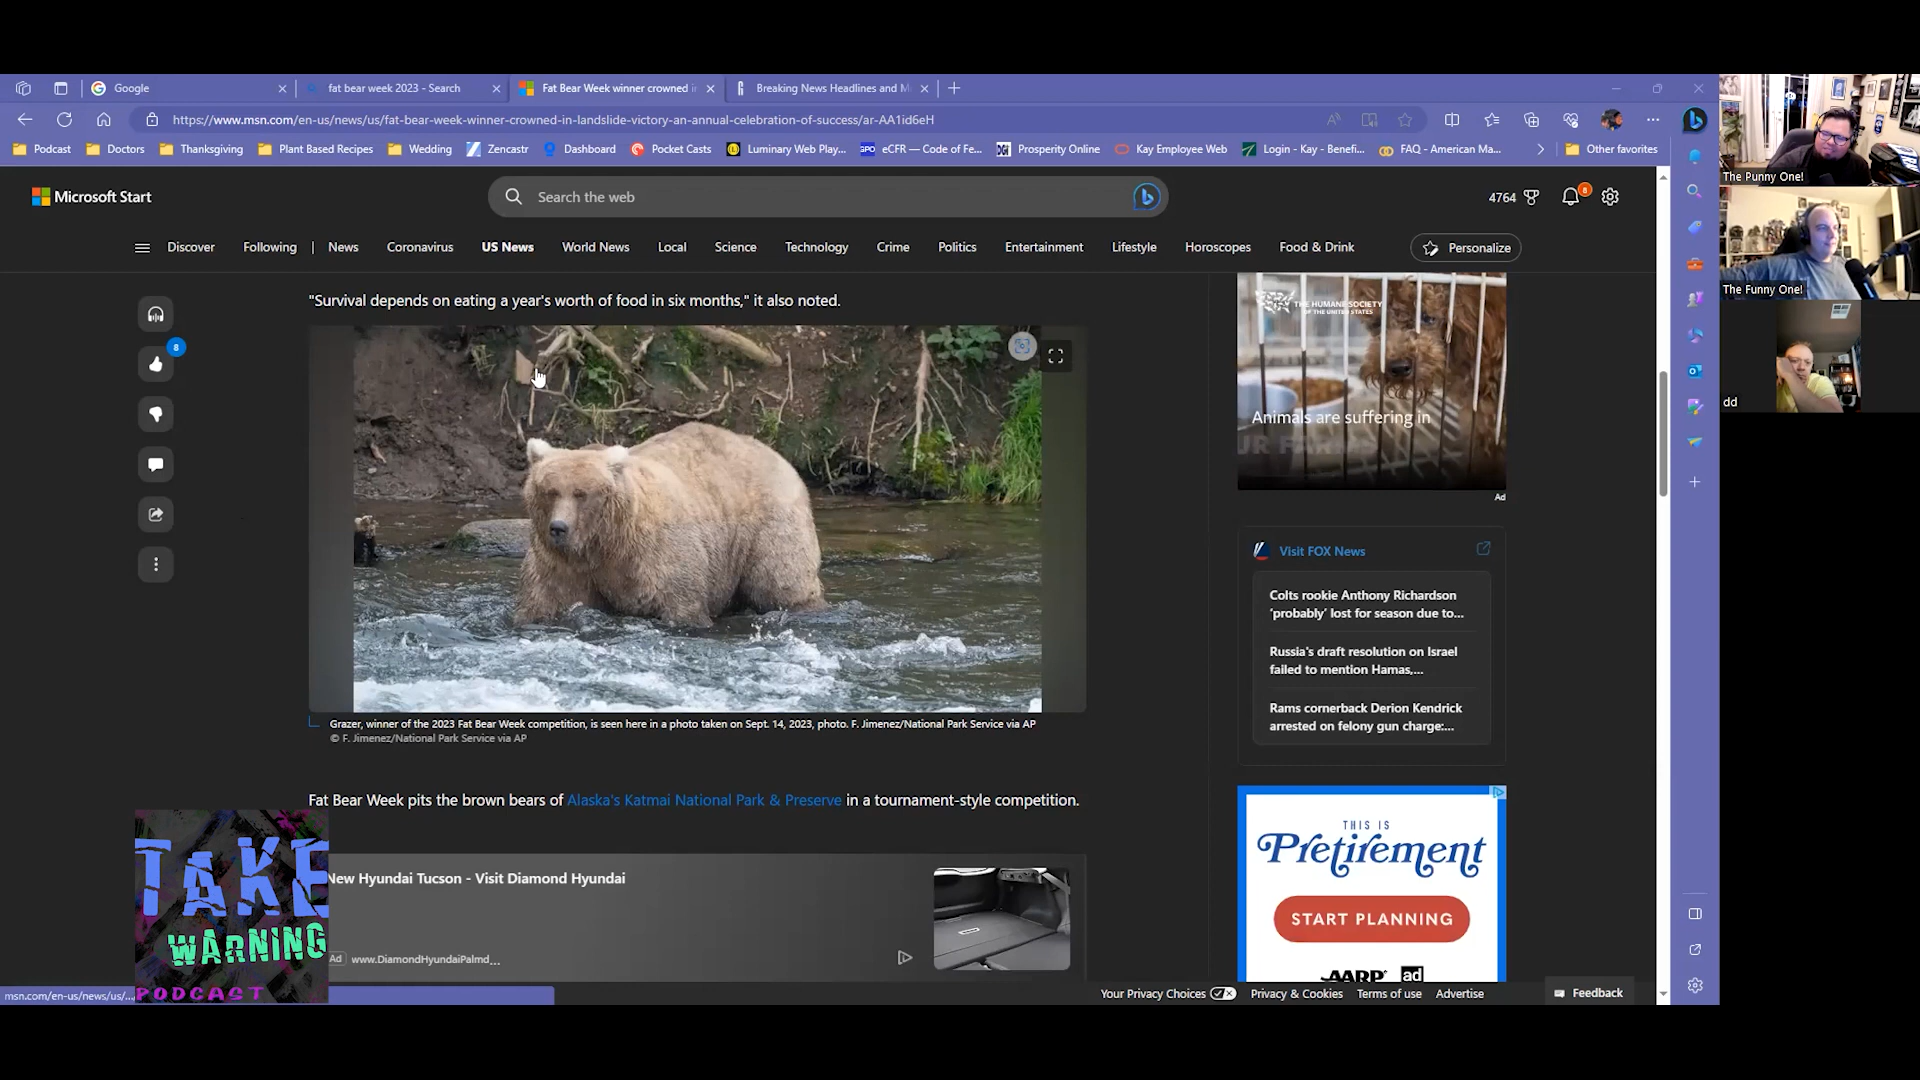 Google
fat bear week 2023 - Search
Fat Bear Week winner crowned i
Breaking News Headlines and M
https://www.msn.com/en-us/news/us/fat-bear-week-winner-crowned-in-landslide-victory-an-annual-celebration-of-success/ar-AA1id6eH
Podcast
Doctors
Thanksgiving
Plant Based Recipes
Wedding
Zencastr
Dashboard
Pocket Casts
Luminary Web Play...
eCFR — Code of Fe...
Prosperity Online
Kay Employee Web
Login - Kay - Benefi...
FAQ - American Ma...
Other favorites
Microsoft Start
Search the web
4764
8
Discover
Following
News
Coronavirus
US News
World News
Local
Science
Technology
Crime
Politics
Entertainment
Lifestyle
Horoscopes
Food & Drink
Personalize
"Survival depends on eating a year's worth of food in six months," it also noted.
8
Grazer, winner of the 2023 Fat Bear Week competition, is seen here in a photo taken on Sept. 14, 2023, photo. F. Jimenez/National Park Service via AP
© F. Jimenez/National Park Service via AP
Fat Bear Week pits the brown bears of Alaska's Katmai National Park & Preserve in a tournament-style competition.
New Hyundai Tucson - Visit Diamond Hyundai
Ad www.DiamondHyundaiPalmd...
THE HUMANE SOCIETY
OF THE UNITED STATES
Animals are suffering in
UR FARMS
Ad
Visit FOX News
Colts rookie Anthony Richardson
'probably' lost for season due to...
Russia's draft resolution on Israel
failed to mention Hamas,...
Rams cornerback Derion Kendrick
arrested on felony gun charge:...
THIS IS
Pretirement
START PLANNING
AARP ad
Your Privacy Choices
Privacy & Cookies
Terms of use
Advertise
Feedback
msn.com/en-us/news/us/...
TAKE
WARNING
PODCAST
The Punny One!
The Funny One!
dd